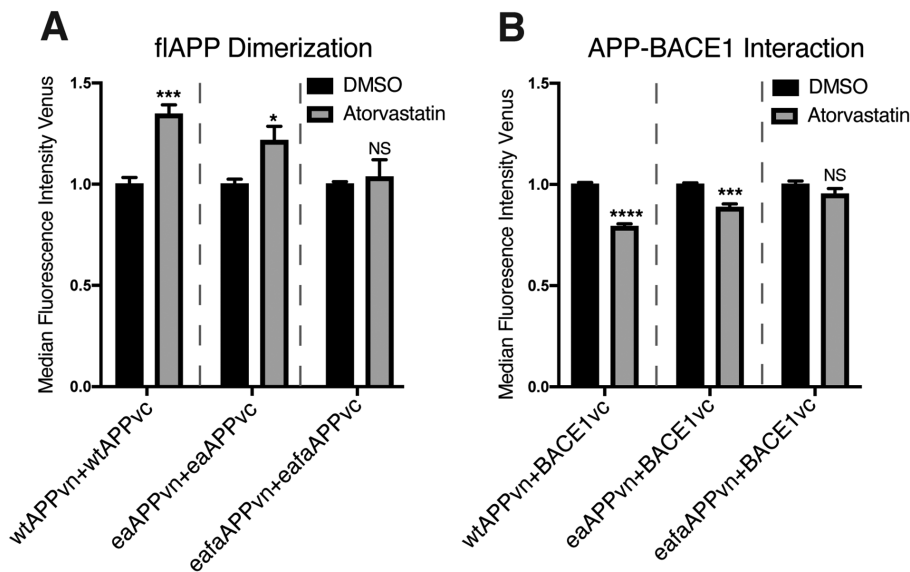 A
flAPP Dimerization
Median Fluorescence Intensity Venus
1.5
1.0
0.5
0.0
DMSO
Atorvastatin
***
*
NS
wtAPPvn+wtAPPvc
eaAPPvn+eaAPPvc
eafaAPPvn+eafaAPPvc
B
APP-BACE1 Interaction
Median Fluoresence Intensity Venus
1.5
1.0
0.5
0.0
DMSO
Atorvastatin
****
***
NS
wtAPPvn+BACE1vc
eaAPPvn+BACE1vc
eafaAPPvn+BACE1vc